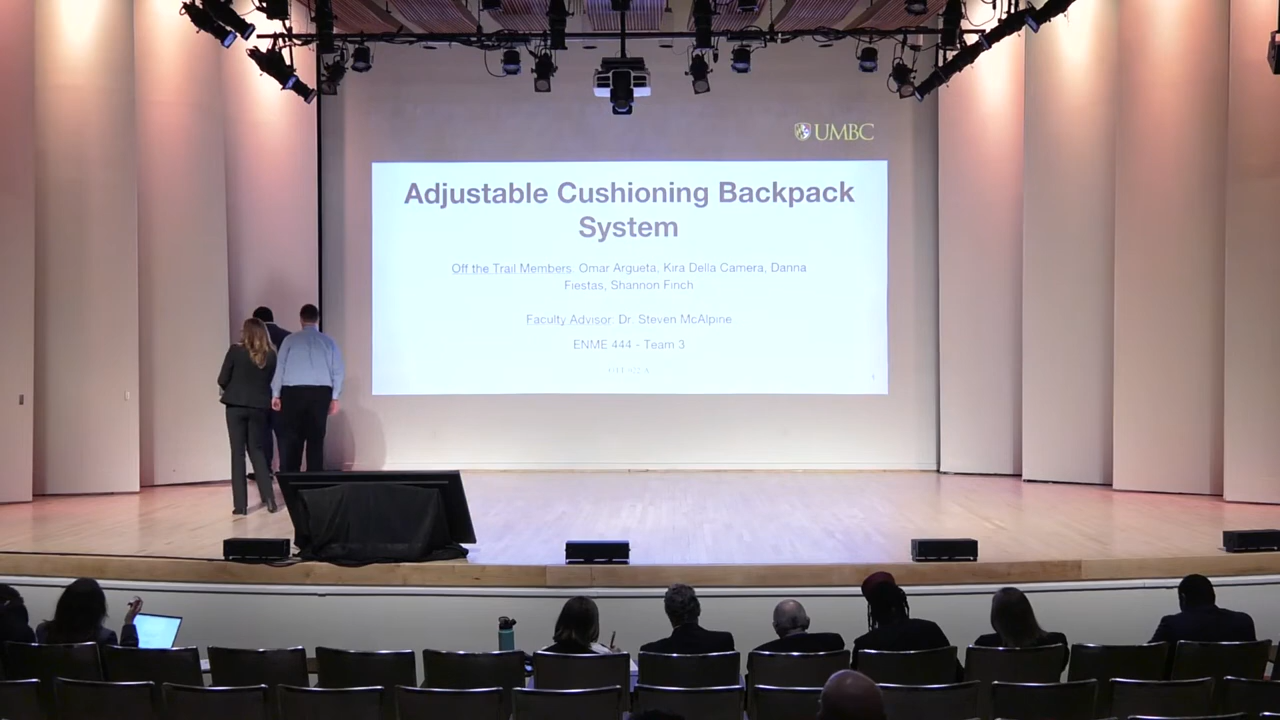 UMBC
Adjustable Cushioning Backpack
System
Off the Trail Members: Omar Argueta, Kira Della Camera, Danna
Fiestas, Shannon Finch
Faculty Advisor: Dr. Steven McAlpine
ENME 444 - Team 3